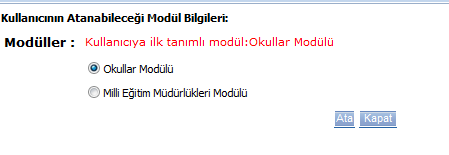 Kullanıcının Atanabileceği Modül Bilgileri:
Modüller : Kullanıcıya ilk tanımlı modül:Okullar Modülü
Okullar Modülü
Milli Eğitim Müdürlükleri Modülü
Ata Kapat